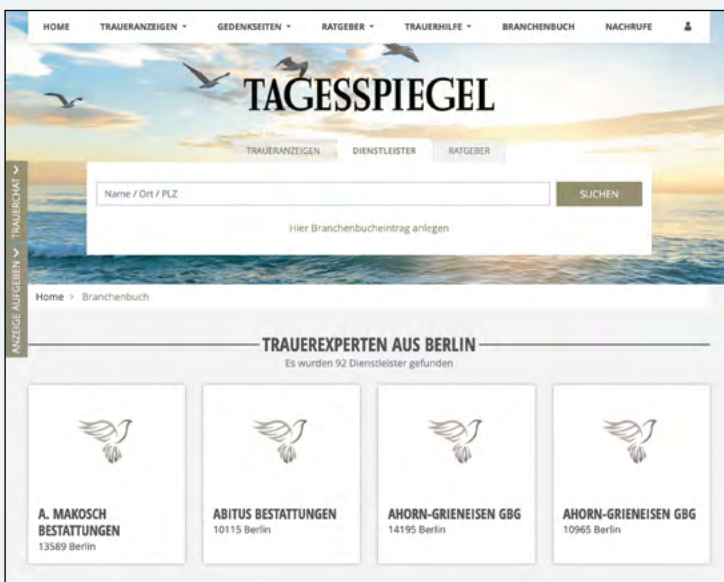 HOME TRAUERANZEIGEN GEDENKSEITEN RATGEBER TRAUERHILFE BRANCHENBUCH NACHRUFE
TAGESSPIEGEL
TRAUERANZEIGEN DIENSTLEISTER RATGEBER
Name / Ort / PLZ SUCHEN
Hier Branchenbucheintrag anlegen
TRAUERCHAT
ANZEIGE AUFGEBEN
Home > Branchenbuch
TRAUEREXPERTEN AUS BERLIN
Es wurden 92 Dienstleister gefunden
A. MAKOSCH
BESTATTUNGEN
13589 Berlin
ABITUS BESTATTUNGEN
10115 Berlin
AHORN-GRIENEISEN GBG
14195 Berlin
AHORN-GRIENEISEN GBG
10965 Berlin